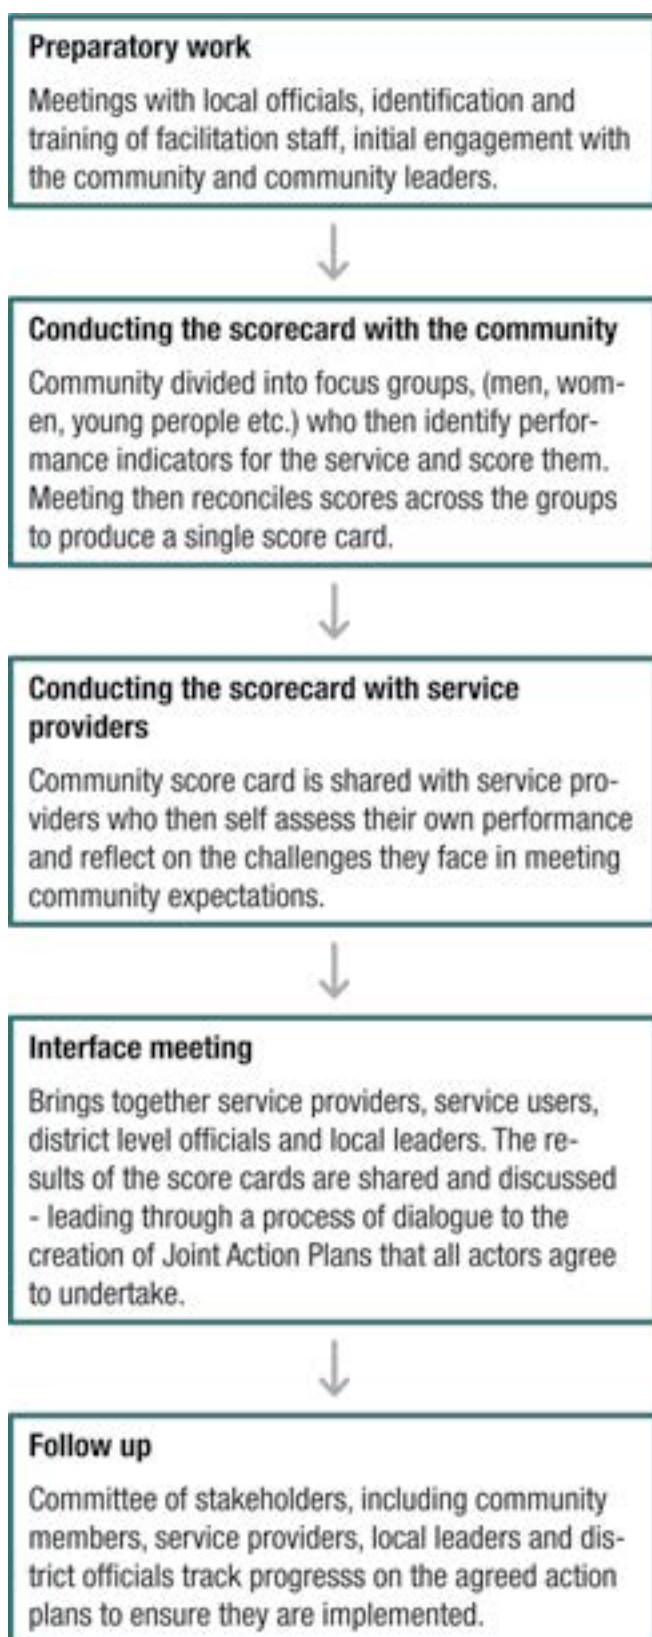 Preparatory work
Meetings with local officials, identification and
training of facilitation staff, initial engagement with
the community and community leaders.
Conducting the scorecard with the community
Community divided into focus groups, (men, wom-
en, young perople etc.) who then identify perfor-
mance indicators for the service and score them.
Meeting then reconciles scores across the groups
to produce a single score card.
Conducting the scorecard with service
providers
Community score card is shared with service pro-
viders who then self assess their own performance
and reflect on the challenges they face in meeting
community expectations.
Interface meeting
Brings together service providers, service users,
district level officials and local leaders. The re-
sults of the score cards are shared and discussed
- leading through a process of dialogue to the
creation of Joint Action Plans that all actors agree
to undertake.
Follow up
Committee of stakeholders, including community
members, service providers, local leaders and dis-
trict officials track progresss on the agreed action
plans to ensure they are implemented.